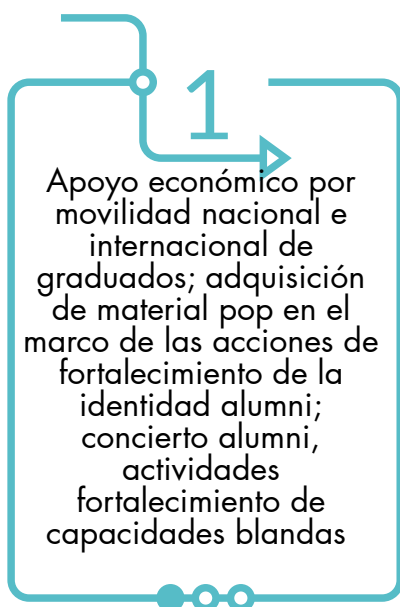 1
Apoyo económico por
movilidad nacional e
internacional de
graduados; adquisición
de material pop en el
marco de las acciones de
fortalecimiento de la
identidad alumni;
concierto alumni,
actividades
fortalecimiento de
capacidades blandas